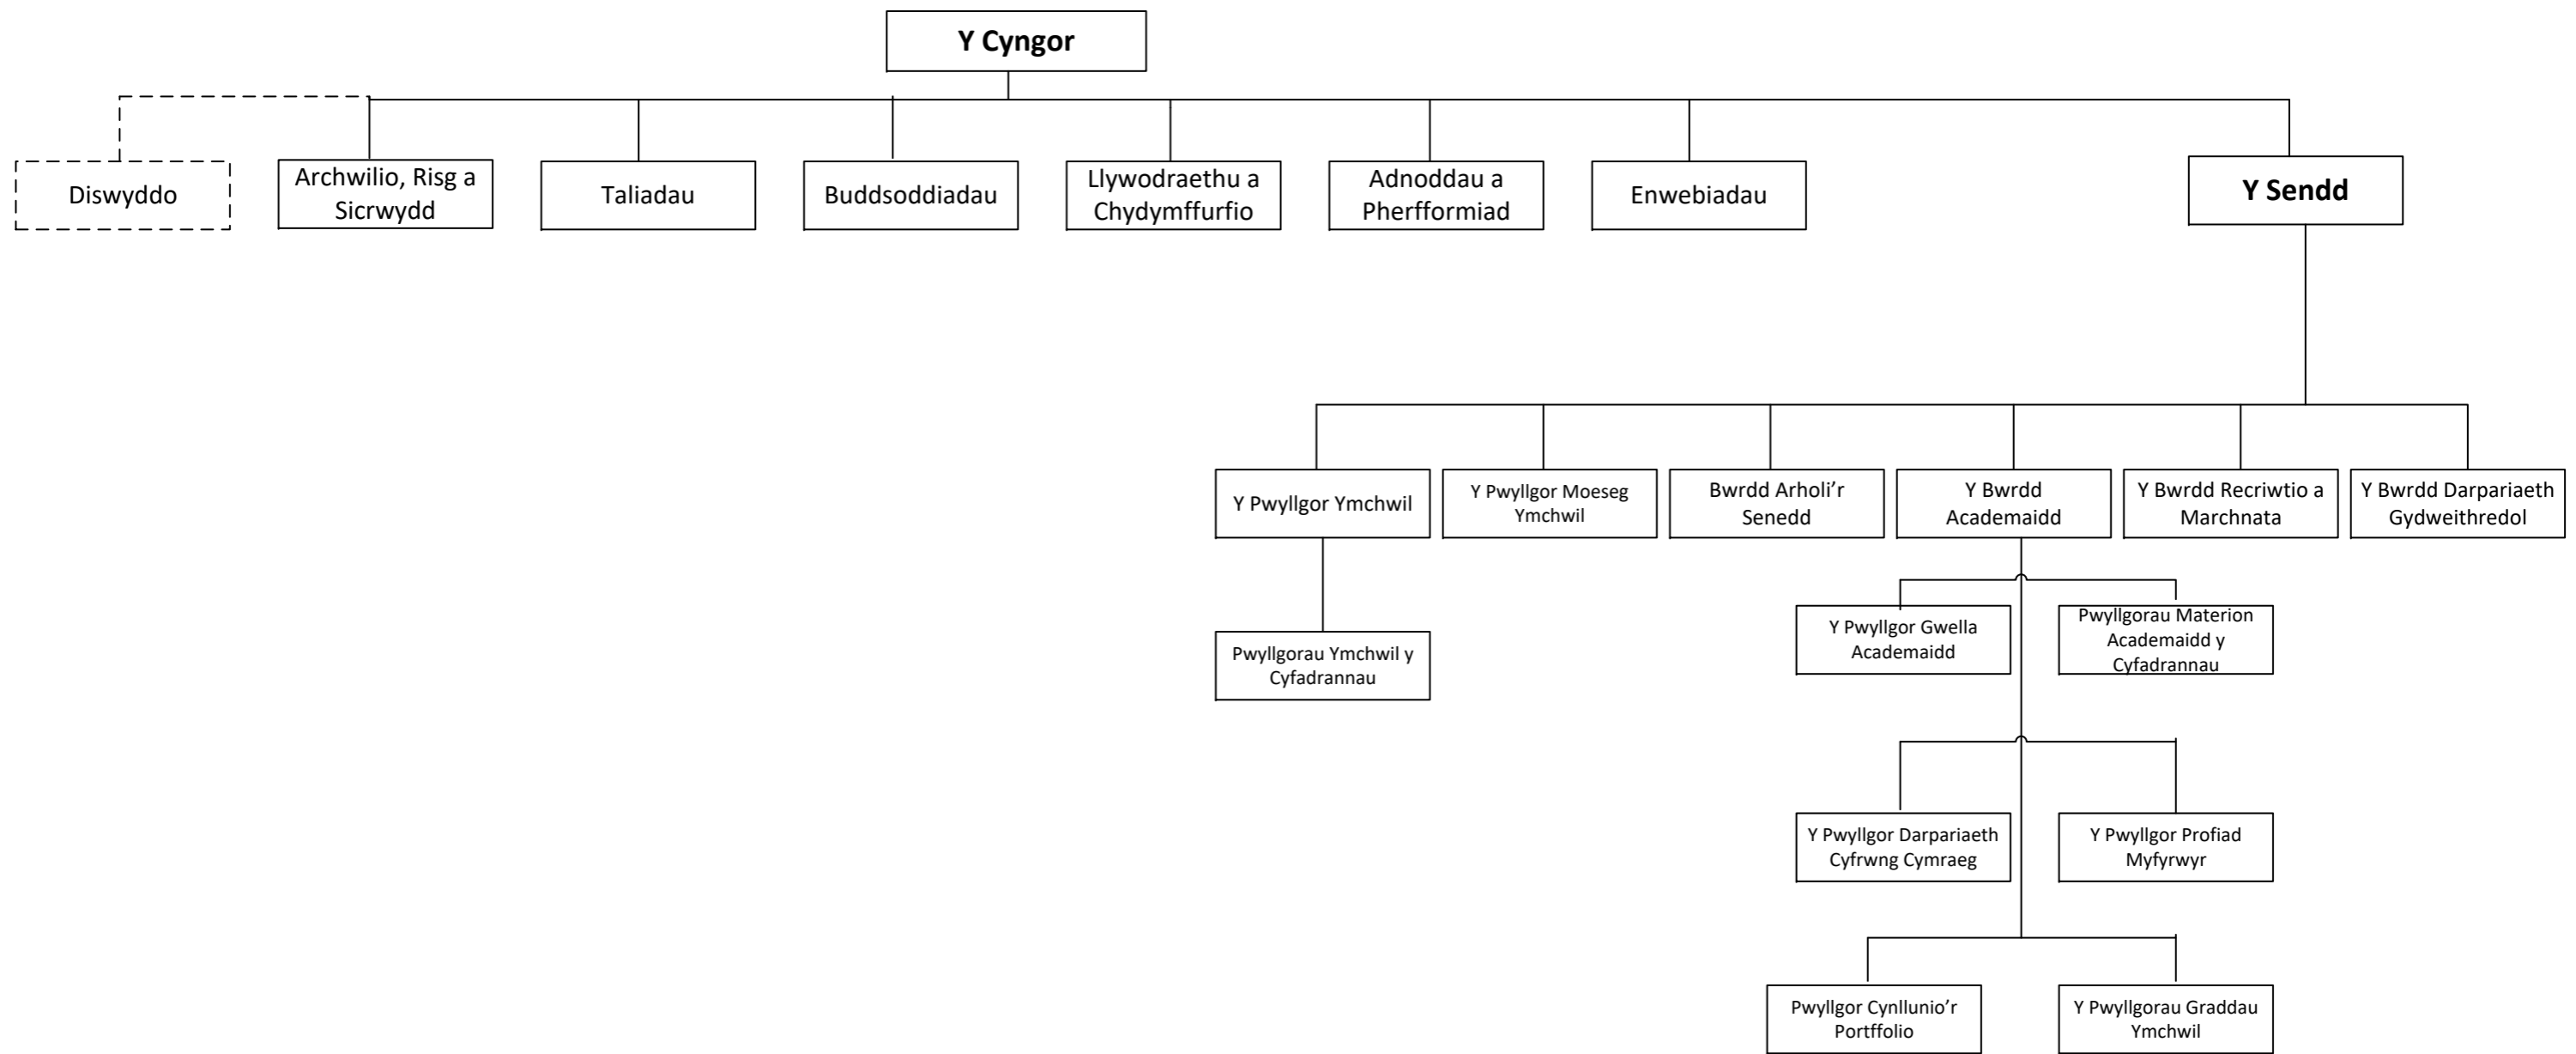 Y Cyngor
Diswyddo
Archwilio, Risg a
Sicrwydd
Taliadau
Buddsoddiadau
Llywodraethu a
Chydymffurfio
Adnoddau a
Pherfformiad
Enwebiadau
Y Sendd
Y Pwyllgor Ymchwil
Y Pwyllgor Moeseg
Ymchwil
Bwrdd Arholi’r
Senedd
Y Bwrdd
Academaidd
Y Bwrdd Recriwtio a
Marchnata
Y Bwrdd Darpariaeth
Gydweithredol
Pwyllgorau Ymchwil y
Cyfadrannau
Y Pwyllgor Gwella
Academaidd
Pwyllgorau Materion
Academaidd y
Cyfadrannau
Y Pwyllgor Darpariaeth
Cyfrwng Cymraeg
Y Pwyllgor Profiad
Myfyrwyr
Pwyllgor Cynllunio’r
Portffolio
Y Pwyllgorau Graddau
Ymchwil